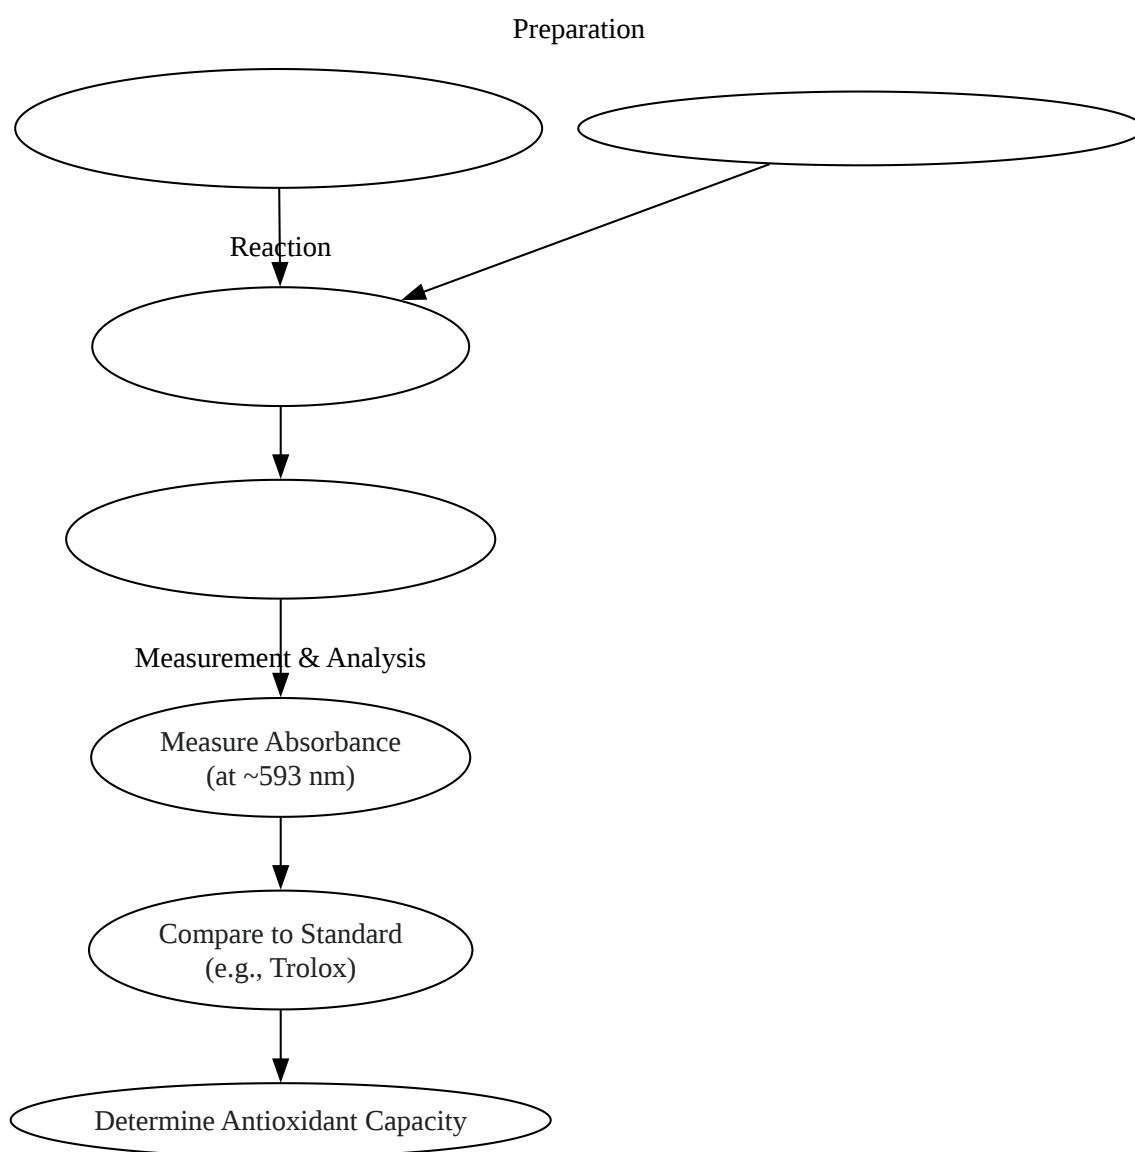 Preparation
Reaction
Measurement & Analysis
Measure Absorbance
(at ~593 nm)
Compare to Standard
(e.g., Trolox)
Determine Antioxidant Capacity